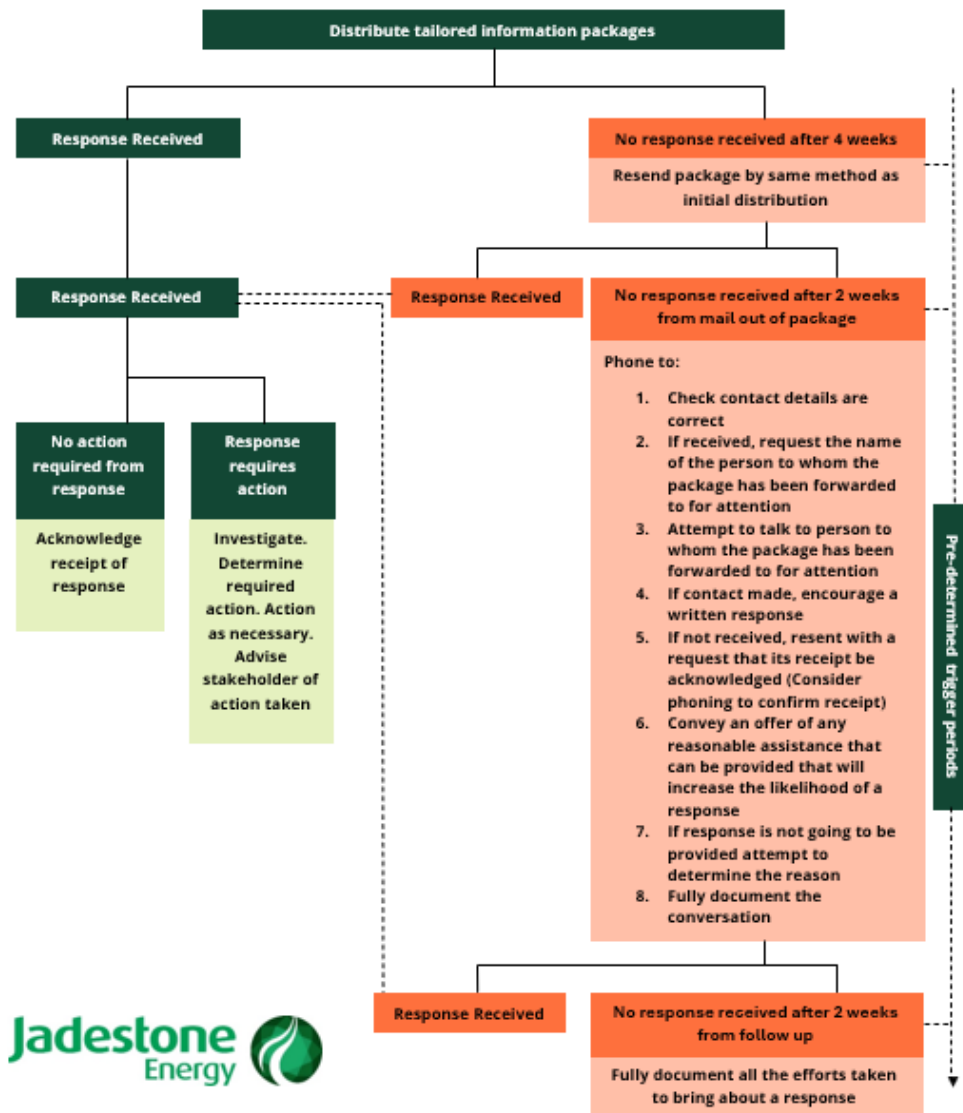 Distribute tailored information packages
Response Received
No response received after 4 weeks
Resend package by same method as
initial distribution
Response Received
Response Received
No response received after 2 weeks
from mail out of package
Phone to:
1. Check contact details are
correct
2. If received, request the name
of the person to whom the
package has been forwarded
to for attention
3. Attempt to talk to person to
whom the package has been
forwarded to for attention
4. If contact made, encourage a
written response
5. If not received, resent with a
request that its receipt be
acknowledged (Consider
phoning to confirm receipt)
6. Convey an offer of any
reasonable assistance that
can be provided that will
increase the likelihood of a
response
7. If response is not going to be
provided attempt to
determine the reason
8. Fully document the
conversation
No action
required from
response
Acknowledge
receipt of
response
Response
requires
action
Investigate.
Determine
required
action. Action
as necessary.
Advise
stakeholder of
action taken
Pre-determined trigger periods
Response Received
No response received after 2 weeks
from follow up
Fully document all the efforts taken
to bring about a response
Jadestone
Energy